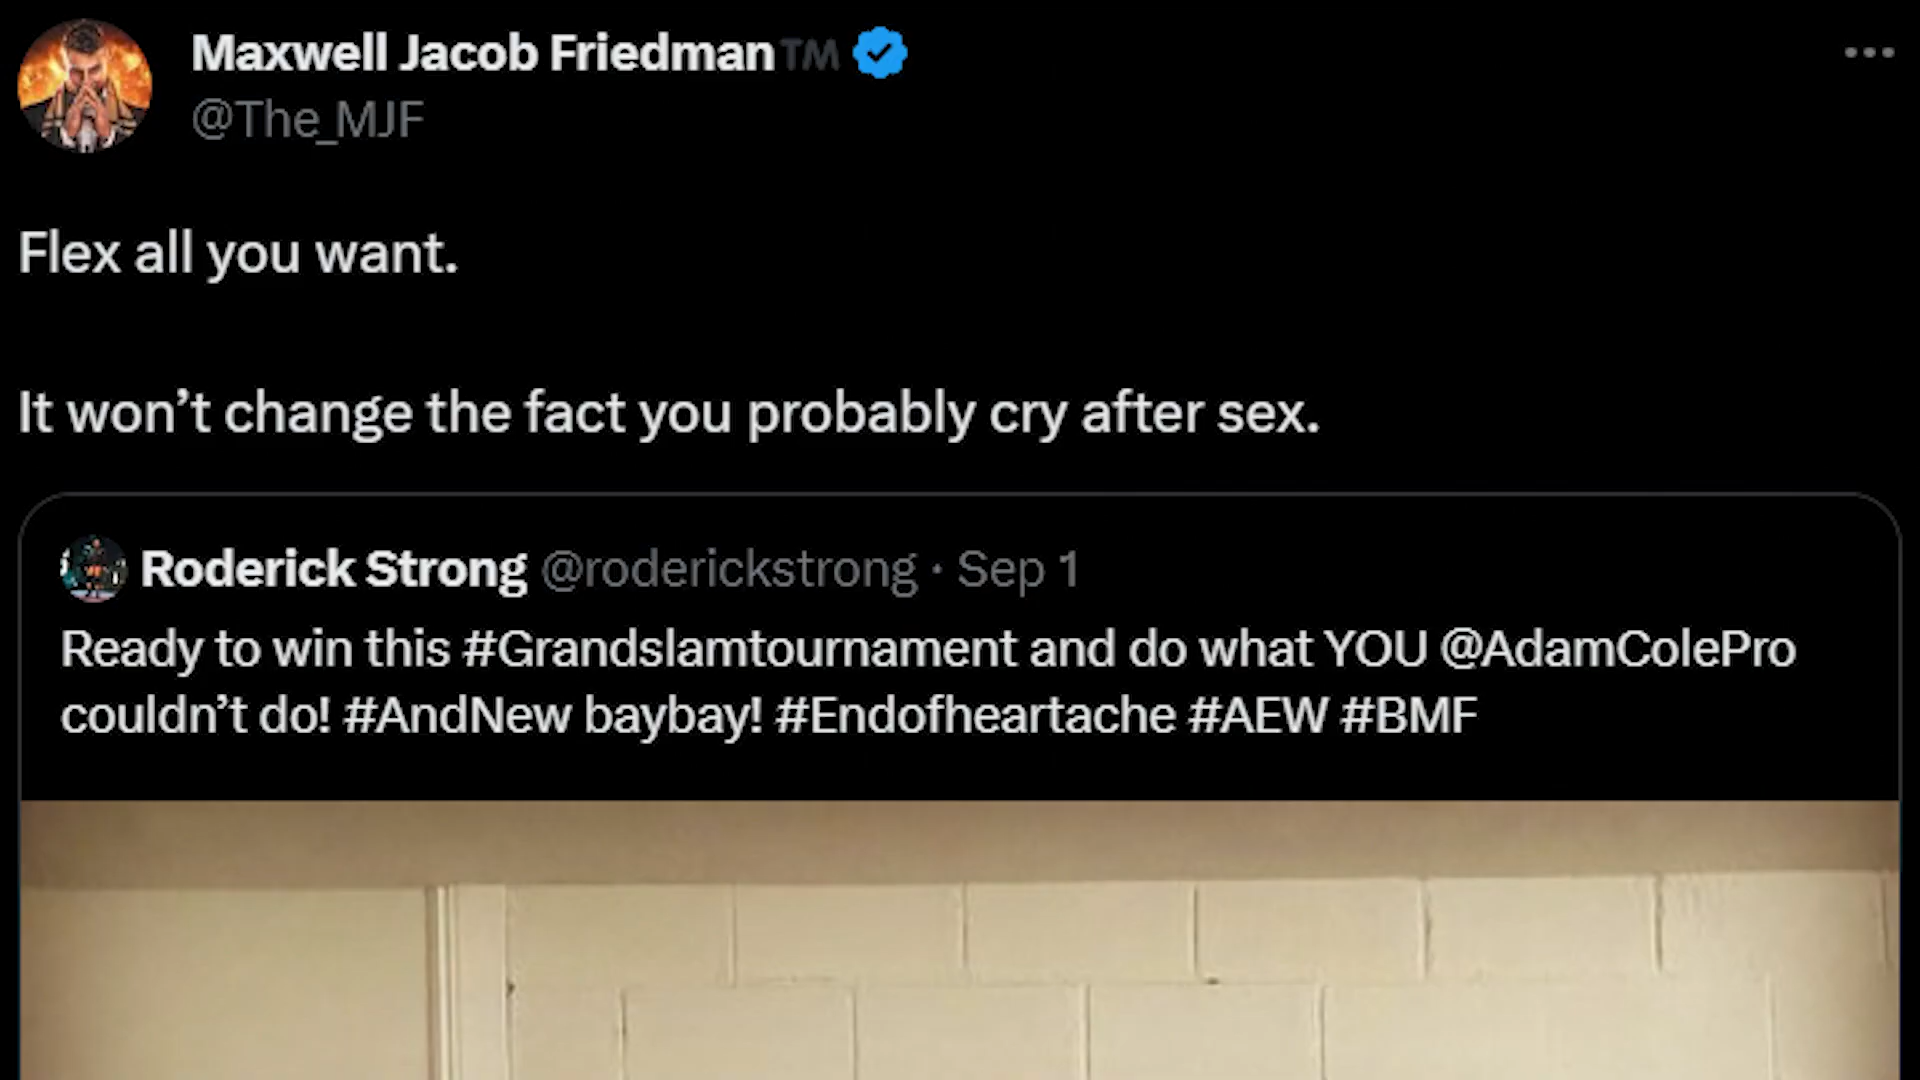 Maxwell Jacob Friedman™
@The_MJF
Flex all you want.
It won’t change the fact you probably cry after sex.
Roderick Strong @roderickstrong · Sep 1
Ready to win this #Grandslamtournament and do what YOU @AdamColePro
couldn’t do! #AndNew baybay! #Endofheartache #AEW #BMF